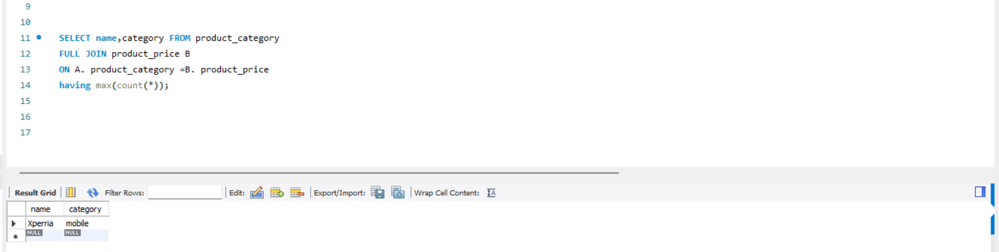 9
10
11 SELECT name,category FROM product_category
12 FULL JOIN product_price B
13 ON A. product_category =B. product_price
14 having max(count(*));
15
16
17
Result Grid Filter Rows: Edit: Export/Import: Wrap Cell Content: IA
name category
Xperria mobile
NULL NULL